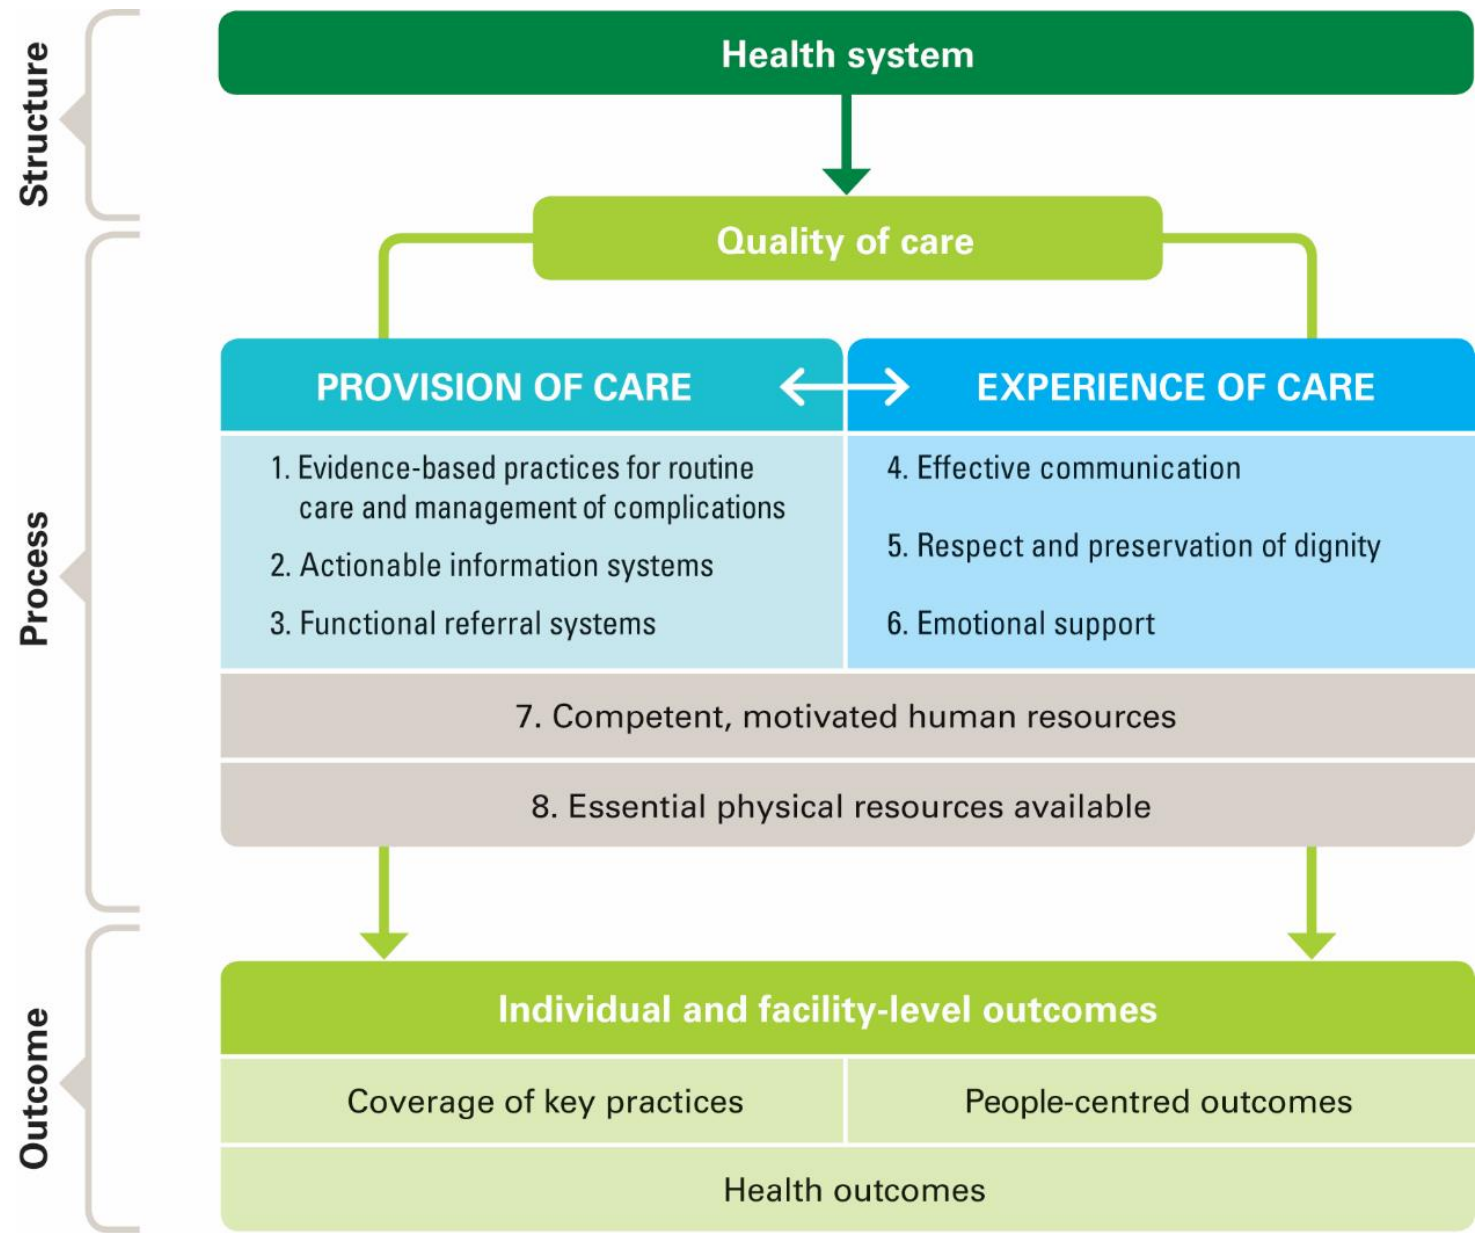 Structure
Health system
Quality of care
Process
PROVISION OF CARE
EXPERIENCE OF CARE
1. Evidence-based practices for routine
care and management of complications
2. Actionable information systems
3. Functional referral systems
4. Effective communication
5. Respect and preservation of dignity
6. Emotional support
7. Competent, motivated human resources
8. Essential physical resources available
Outcome
Individual and facility-level outcomes
Coverage of key practices
People-centred outcomes
Health outcomes